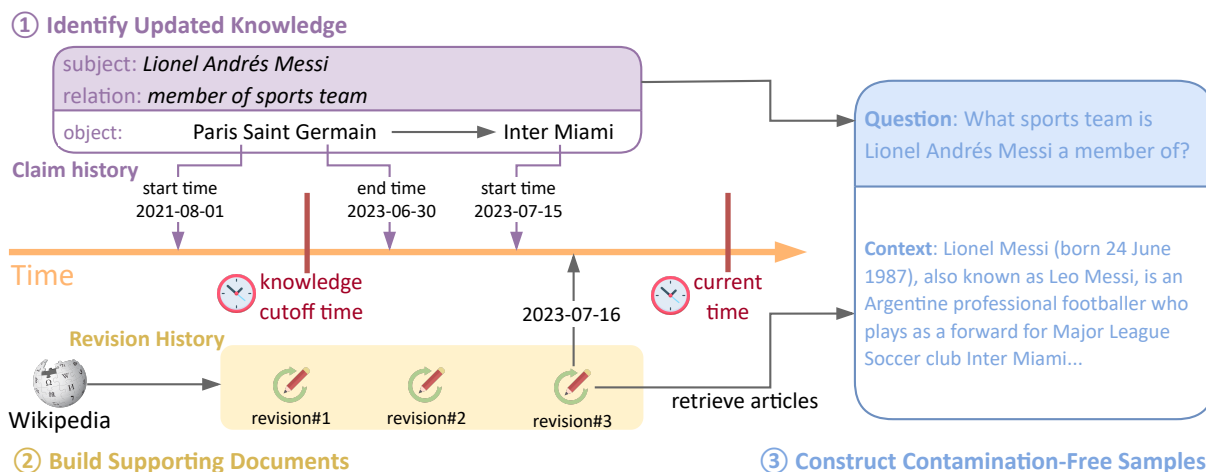 ① Identify Updated Knowledge
subject: Lionel Andrés Messi
relation: member of sports team
object: Paris Saint Germain Inter Miami
Claim history
start time
2021-08-01
end time
2023-06-30
start time
2023-07-15
Time
knowledge
cutoff time
current
time
2023-07-16
Revision History
Wikipedia
revision#1
revision#2
revision#3
retrieve articles
② Build Supporting Documents
Question: What sports team is
Lionel Andrés Messi a member of?
Context: Lionel Messi (born 24 June
1987), also known as Leo Messi, is an
Argentine professional footballer who
plays as a forward for Major League
Soccer club Inter Miami...
③ Construct Contamination-Free Samples